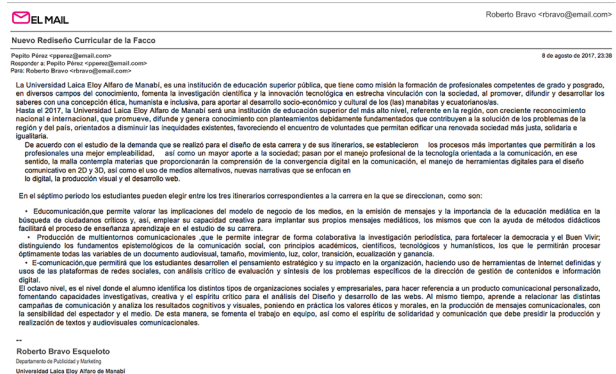 EL MAIL
Roberto Bravo <rbravo@email.com>
Nuevo Rediseño Curricular de la Facco
Pepito Pérez <pperez@email.com>
8 de agosto de 2017, 23:38
Responder a: Pepito Pérez <pperez@email.com>
Para: Roberto Bravo <rbravo@email.com>
La Universidad Laica Eloy Alfaro de Manabí, es una institución de educación superior pública, que tiene como misión la formación de profesionales competentes de grado y posgrado,
en diversos campos del conocimiento, fomenta la investigación científica y la innovación tecnológica en estrecha vinculación con la sociedad, al promover, difundir y desarrollar los
saberes con una concepción ética, humanista e inclusiva, para aportar al desarrollo socio-económico y cultural de los (las) manabitas y ecuatorianos/as.
Hasta el 2017, la Universidad Laica Eloy Alfaro de Manabí será una institución de educación superior del más alto nivel, referente en la región, con creciente reconocimiento
nacional e internacional, que promueve, difunde y genera conocimiento con planteamientos debidamente fundamentados que contribuyen a la solución de los problemas de la
región y del país, orientados a disminuir las inequidades existentes, favoreciendo el encuentro de voluntades que permitan edificar una renovada sociedad más justa, solidaria e
igualitaria.
De acuerdo con el estudio de la demanda que se realizó para el diseño de esta carrera y de sus itinerarios, se establecieron los procesos más importantes que permitirán a los
profesionales una mejor empleabilidad, así como un mayor aporte a la sociedad; pasan por el manejo profesional de la tecnología orientada a la comunicación, en ese
sentido, la malla contempla materias que proporcionarán la comprensión de la convergencia digital en la comunicación, el manejo de herramientas digitales para el diseño
comunicativo en 2D y 3D, así como el uso de medios alternativos, nuevas narrativas que se enfocan en
lo digital, la producción visual y el desarrollo web.
En el séptimo período los estudiantes pueden elegir entre los tres itinerarios correspondientes a la carrera en la que se direccionan, como son:
• Educomunicación,que permite valorar las implicaciones del modelo de negocio de los medios, en la emisión de mensajes y la importancia de la educación mediática en la
búsqueda de ciudadanos críticos y, así, emplear su capacidad creativa para implantar sus propios mensajes mediáticos, los mismos que con la ayuda de métodos didácticos
facilitará el proceso de enseñanza aprendizaje en el estudio de su carrera.
• Producción de multientornos comunicacionales ,que le permite integrar de forma colaborativa la investigación periodística, para fortalecer la democracia y el Buen Vivir;
distinguiendo los fundamentos epistemológicos de la comunicación social, con principios académicos, científicos, tecnológicos y humanísticos, los que le permitirán procesar
óptimamente todas las variables de un documento audiovisual, tamaño, movimiento, luz, color, transición, ecualización y ganancia.
• E-comunicación,que permitirá que los estudiantes desarrollen el pensamiento estratégico y su impacto en la organización, haciendo uso de herramientas de Internet definidas y
usos de las plataformas de redes sociales, con análisis crítico de evaluación y síntesis de los problemas específicos de la dirección de gestión de contenidos e información
digital.
El octavo nivel, es el nivel donde el alumno identifica los distintos tipos de organizaciones sociales y empresariales, para hacer referencia a un producto comunicacional personalizado,
fomentando capacidades investigativas, creativa y el espíritu crítico para el análisis del Diseño y desarrollo de las webs. Al mismo tiempo, aprende a relacionar las distintas
campañas de comunicación y analiza los resultados cognitivos y visuales, poniendo en práctica los valores éticos y morales, en la producción de mensajes comunicacionales, con
la sensibilidad del espectador y el medio. De esta manera, se fomenta el trabajo en equipo, así como el espíritu de solidaridad y comunicación que debe presidir la producción y
realización de textos y audiovisuales comunicacionales.
--
Roberto Bravo Esqueloto
Departamento de Publicidad y Marketing
Universidad Laica Eloy Alfaro de Manabí